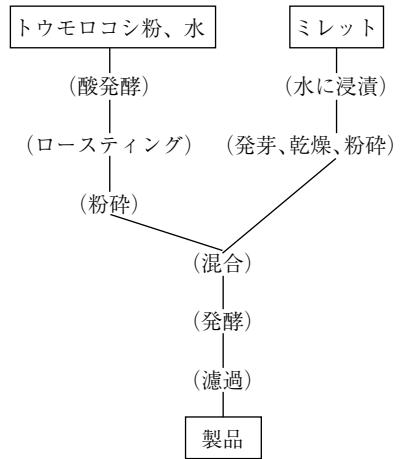 トウモロコシ粉、水
ミレット
(酸発酵)
(水に浸漬)
(ロースティング)
(発芽、乾燥、粉砕)
(粉砕)
(混合)
(発酵)
(濾過)
製品